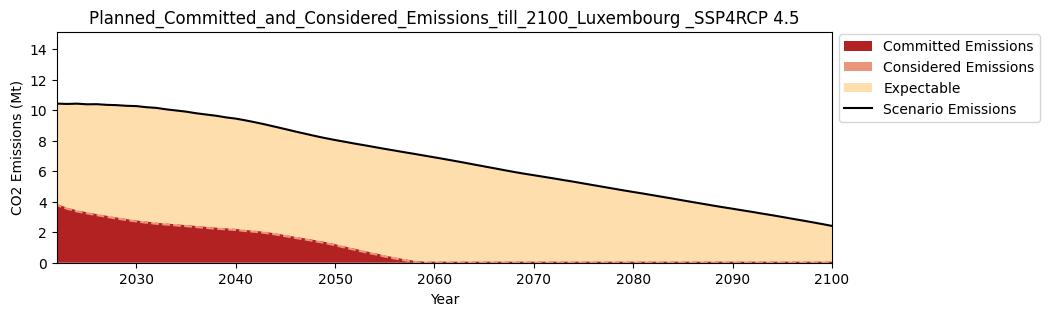 Planned_Committed_and_Considered_Emissions_till_2100_Luxembourg _SSP4RCP 4.5
14
12
10
8
6
4
2
0
CO2 Emissions (Mt)
2030 2040 2050 2060 2070 2080 2090 2100
Year
Committed Emissions
Considered Emissions
Expectable
Scenario Emissions